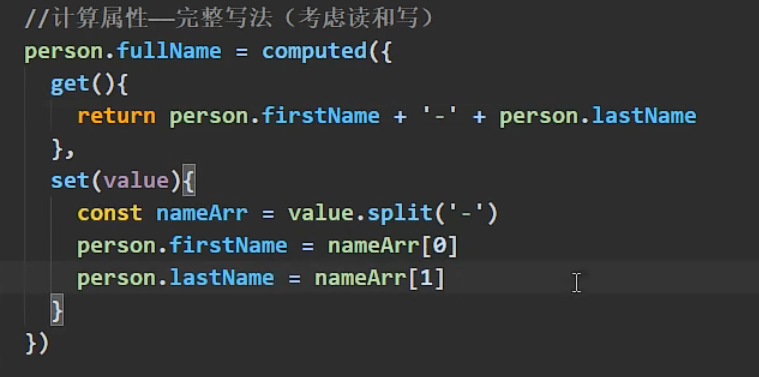 //计算属性——完整写法（考虑读和写）
person.fullName = computed({
  get(){
    return person.firstName + '-' + person.lastName
  },
  set(value){
    const nameArr = value.split('-')
    person.firstName = nameArr[0]
    person.lastName = nameArr[1]
  }
})